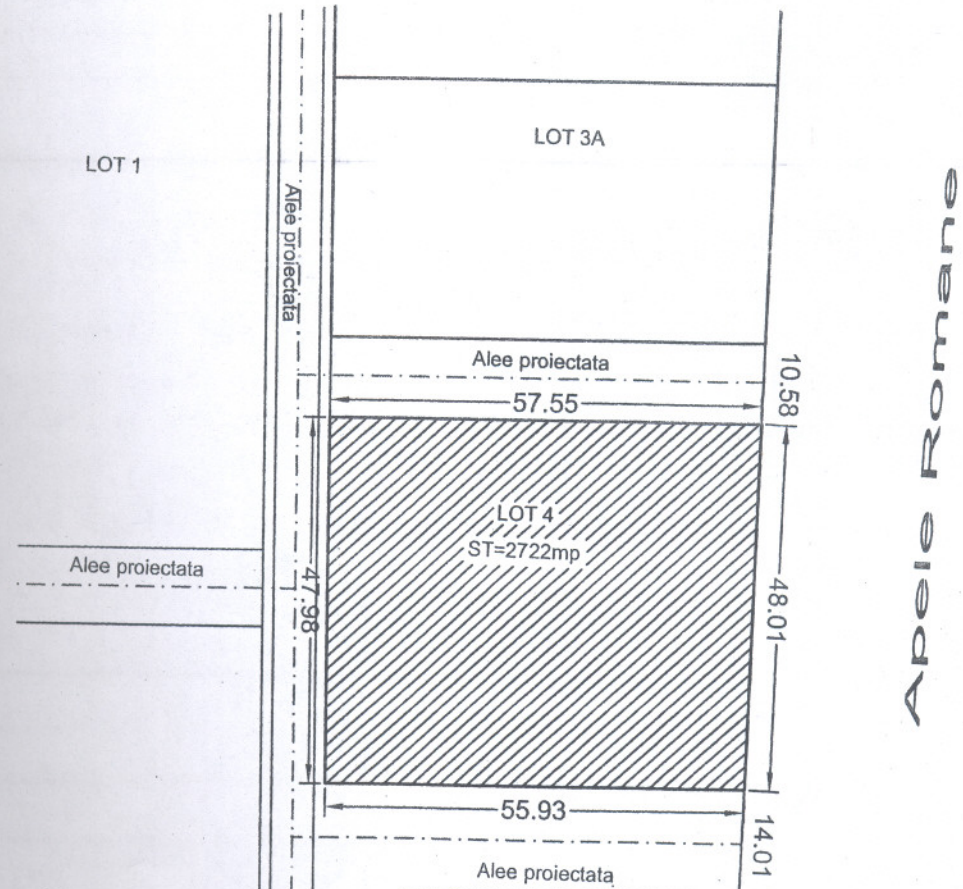 LOT 3A
LOT 1
Alee proiectata
Apele Romane
Alee proiectata
10.58
57.55
LOT 4
ST=2722mp
Alee proiectata
47.98
48.01
55.93
14.01
Alee proiectata